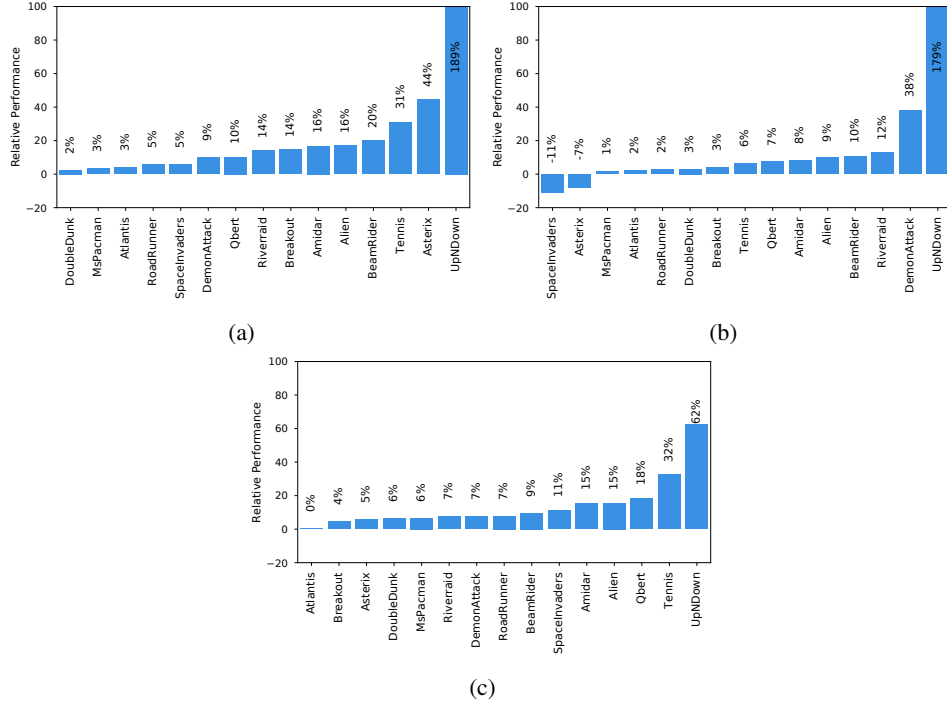 Relative Performance
100
80
60
40
20
0
−20
2%
3%
3%
5%
5%
9%
10%
14%
14%
16%
16%
20%
31%
44%
189%
DoubleDunk
MsPacman
Atlantis
RoadRunner
SpaceInvaders
DemonAttack
Qbert
Riverraid
Breakout
Amidar
Alien
BeamRider
Tennis
Asterix
UpNDown
(a)
Relative Performance
100
80
60
40
20
0
−20
-11%
-7%
1%
2%
2%
3%
3%
6%
7%
8%
9%
10%
12%
38%
179%
SpaceInvaders
Asterix
MsPacman
Atlantis
RoadRunner
DoubleDunk
Breakout
Tennis
Qbert
Amidar
Alien
BeamRider
Riverraid
DemonAttack
UpNDown
(b)
Relative Performance
100
80
60
40
20
0
−20
0%
4%
5%
6%
6%
7%
7%
7%
9%
11%
15%
15%
18%
32%
62%
Atlantis
Breakout
Asterix
DoubleDunk
MsPacman
Riverraid
DemonAttack
RoadRunner
BeamRider
SpaceInvaders
Amidar
Alien
Qbert
Tennis
UpNDown
(c)